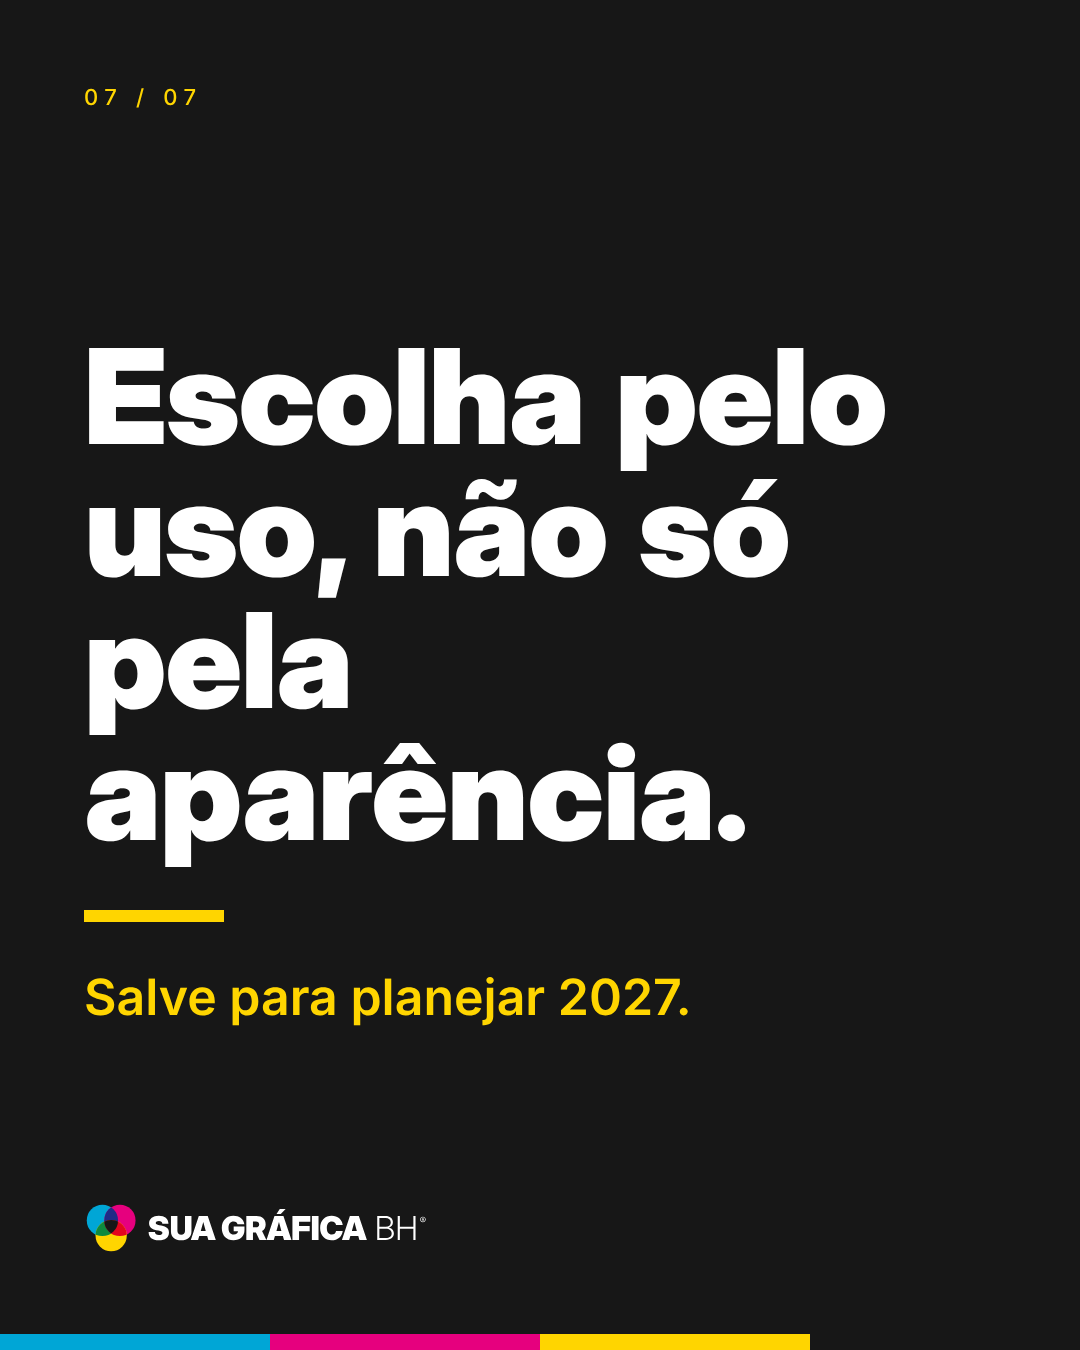 07 / 07
Escolha pelo
uso, não só
pela
aparência.
Salve para planejar 2027.
SUA GRÁFICA BH®